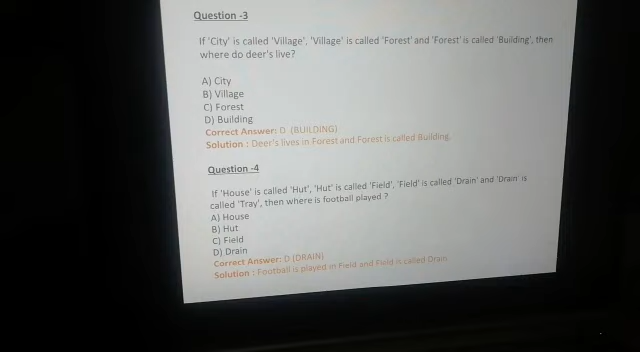 Question -3
If 'City' is called 'Village', 'Village' is called 'Forest' and 'Forest' is called 'Building', then
where do deer's live?
A) City
B) Village
C) Forest
D) Building
Correct Answer: D (BUILDING)
Solution : Deer's lives in Forest and Forest is called Building.
Question -4
If 'House' is called 'Hut', 'Hut' is called 'Field', 'Field' is called 'Drain' and 'Drain' is
called 'Tray', then where is football played ?
A) House
B) Hut
C) Field
D) Drain
Correct Answer: D (DRAIN)
Solution : Football is played in Field and Field is called Drain.